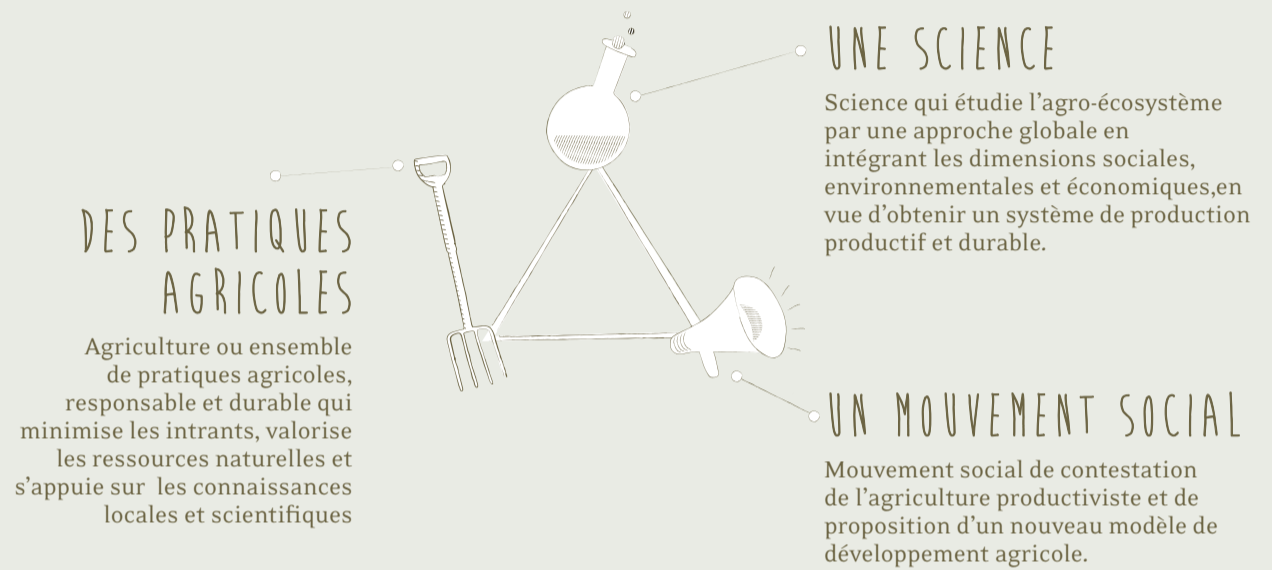 UNE SCIENCE
Science qui étudie l'agro-écosystème
par une approche globale en
intégrant les dimensions sociales,
environnementales et économiques,en
vue d'obtenir un système de production
productif et durable.
DES PRATIQUES
AGRICOLES
Agriculture ou ensemble
de pratiques agricoles,
responsable et durable qui
minimise les intrants, valorise
les ressources naturelles et
s'appuie sur  les connaissances
locales et scientifiques
UN MOUVEMENT SOCIAL
Mouvement social de contestation
de l'agriculture productiviste et de
proposition d'un nouveau modèle de
développement agricole.